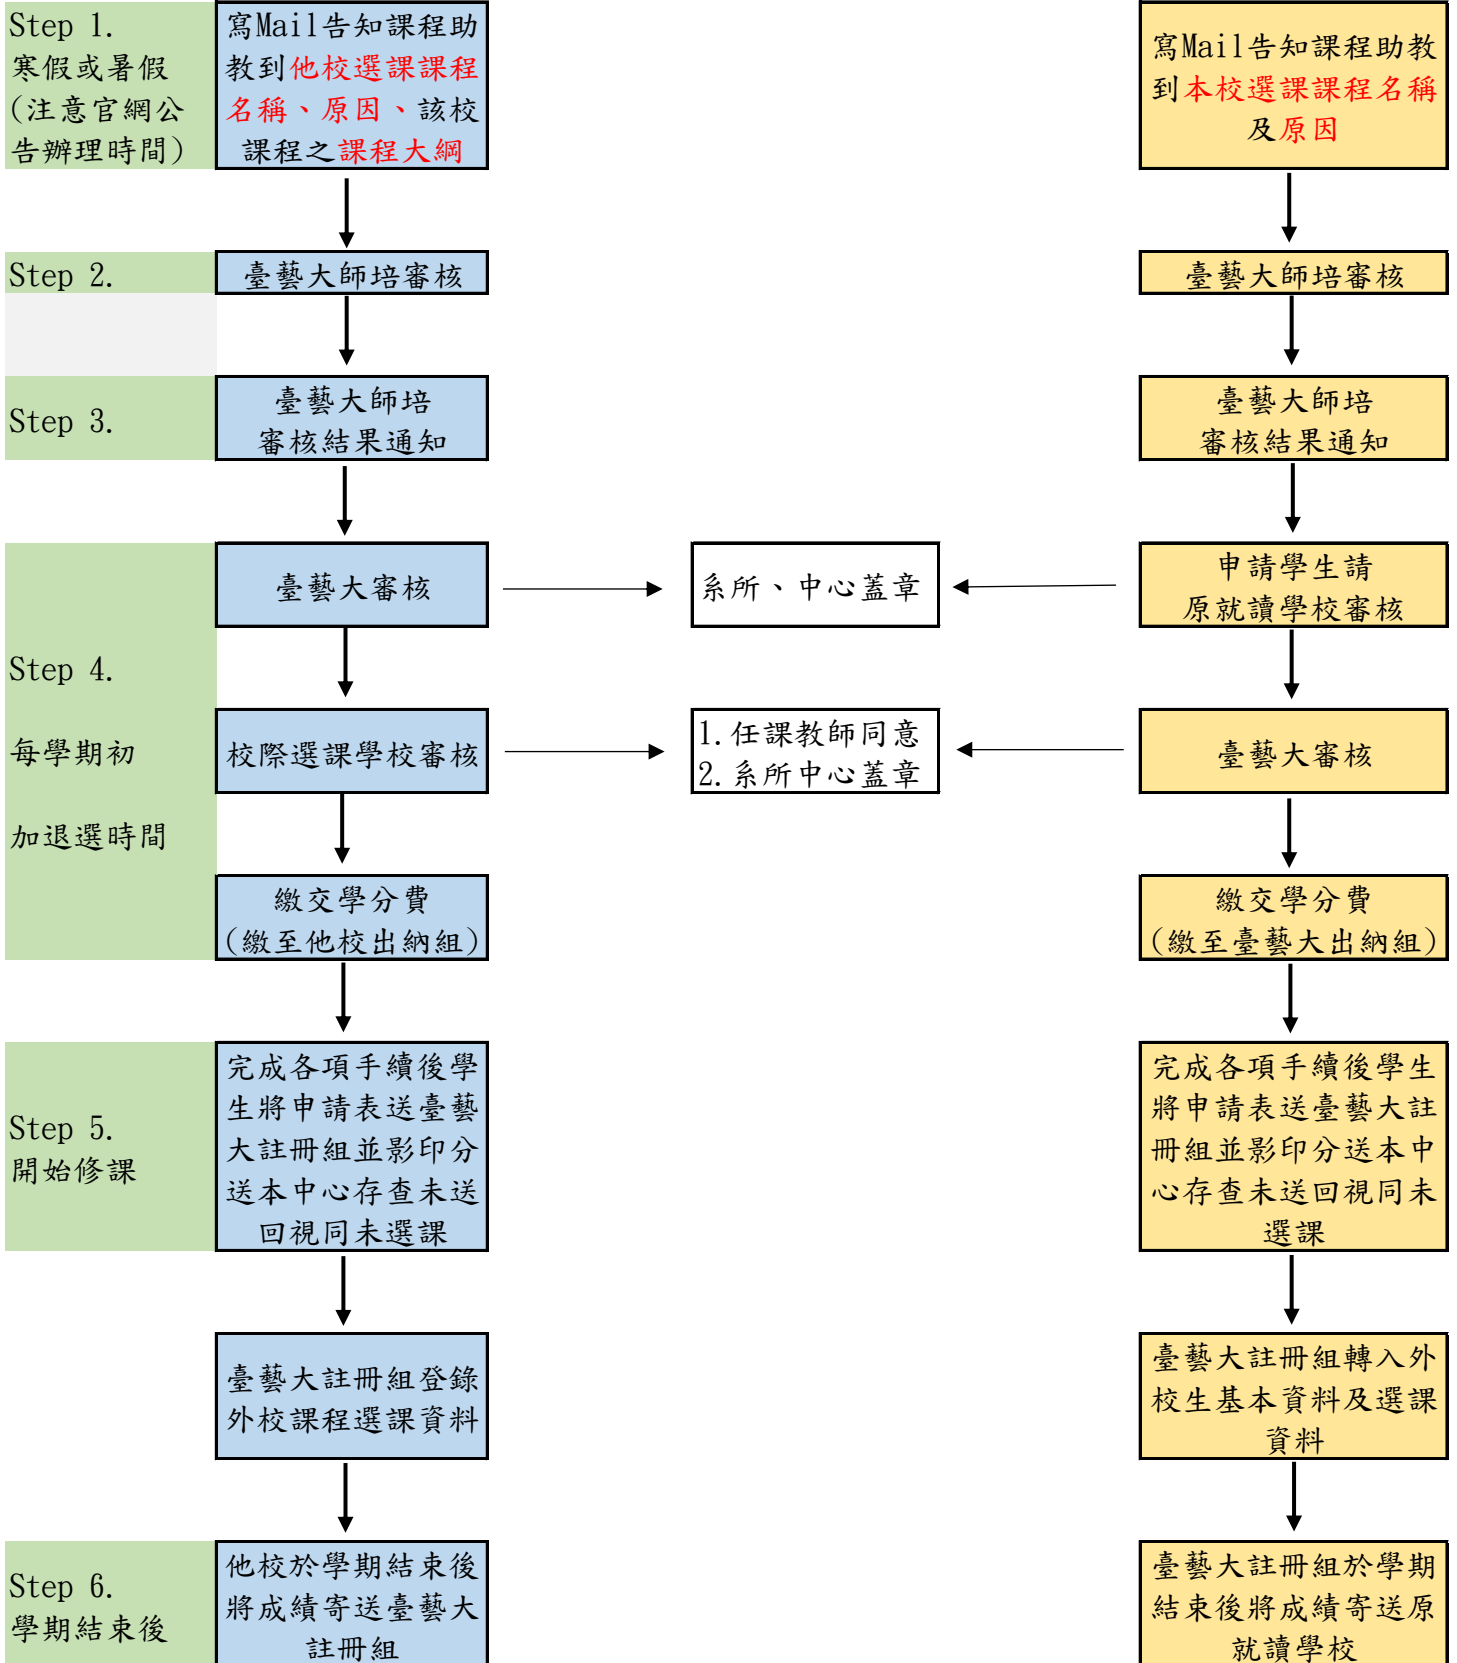 Step 1.
寒假或暑假
(注意官網公
告辦理時間)
寫Mail告知課程助
教到他校選課課程
名稱、原因、該校
課程之課程大綱
寫Mail告知課程助教
到本校選課課程名稱
及原因
Step 2.
臺藝大師培審核
臺藝大師培審核
Step 3.
臺藝大師培
審核結果通知
臺藝大師培
審核結果通知
Step 4.
每學期初
加退選時間
臺藝大審核
系所、中心蓋章
申請學生請
原就讀學校審核
校際選課學校審核
1.任課教師同意
2.系所中心蓋章
臺藝大審核
繳交學分費
(繳至他校出納組)
繳交學分費
(繳至臺藝大出納組)
Step 5.
開始修課
完成各項手續後學
生將申請表送臺藝
大註冊組並影印分
送本中心存查未送
回視同未選課
完成各項手續後學生
將申請表送臺藝大註
冊組並影印分送本中
心存查未送回視同未
選課
臺藝大註冊組登錄
外校課程選課資料
臺藝大註冊組轉入外
校生基本資料及選課
資料
Step 6.
學期結束後
他校於學期結束後
將成績寄送臺藝大
註冊組
臺藝大註冊組於學期
結束後將成績寄送原
就讀學校